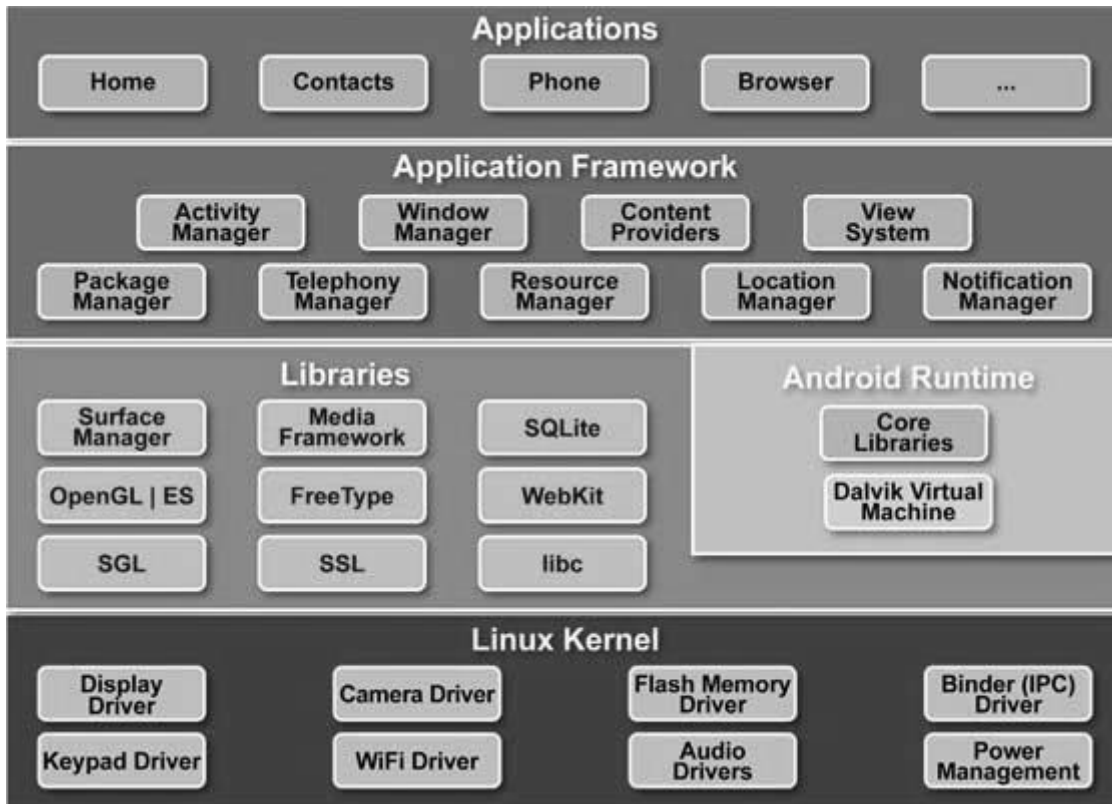 Applications
Home
Contacts
Phone
Browser
...
Application Framework
Activity
Manager
Window
Manager
Content
Providers
View
System
Package
Manager
Telephony
Manager
Resource
Manager
Location
Manager
Notification
Manager
Libraries
Surface
Manager
Media
Framework
SQLite
OpenGL | ES
FreeType
WebKit
SGL
SSL
libc
Android Runtime
Core
Libraries
Dalvik Virtual
Machine
Linux Kernel
Display
Driver
Camera Driver
Flash Memory
Driver
Binder (IPC)
Driver
Keypad Driver
WiFi Driver
Audio
Drivers
Power
Management